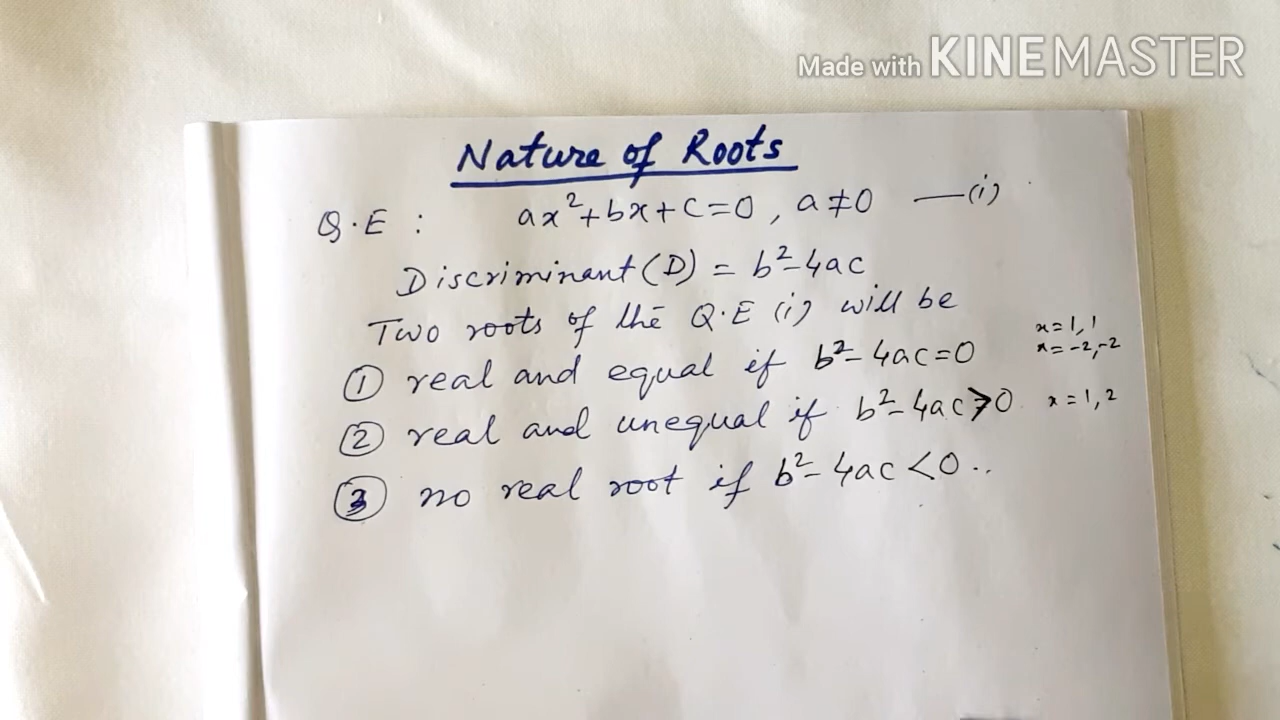 Made with KINEMASTER
Nature of Roots
Q.E : ax²+bx+c=0, a≠0 —(i)
Discriminant (D) = b²-4ac
Two roots of the Q.E (i) will be
① real and equal if b²-4ac=0
x=1,1
x=-2,-2
② real and unequal if b²-4ac>0
x=1,2
③ no real root if b²-4ac<0..